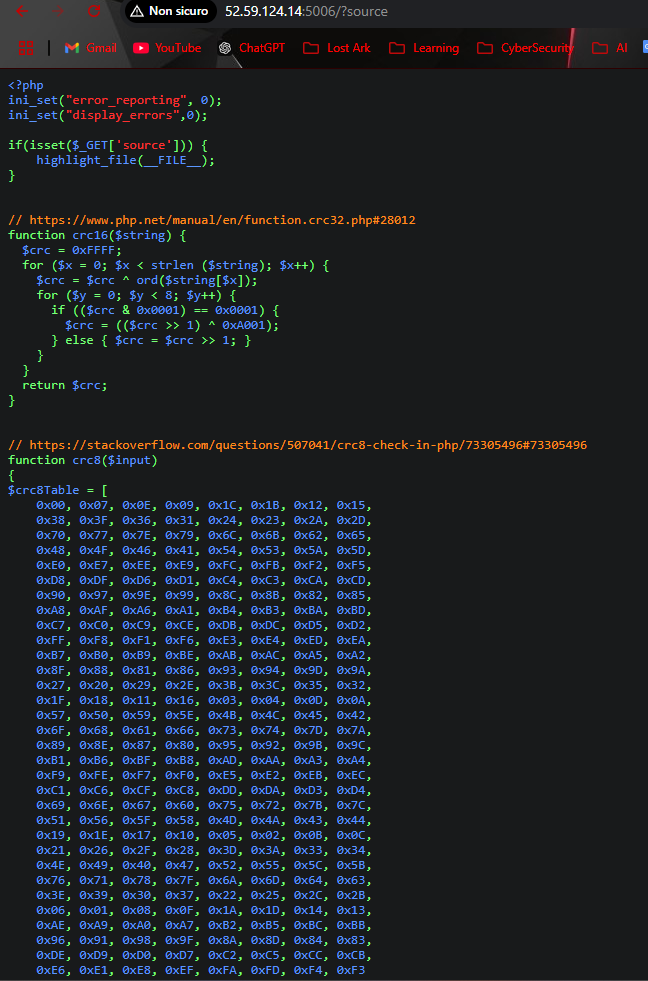 Non sicuro 52.59.124.14:5006/?source
Gmail YouTube ChatGPT Lost Ark Learning CyberSecurity AI
<?php
ini_set("error_reporting", 0);
ini_set("display_errors",0);
if(isset($_GET['source'])) {
highlight_file(__FILE__);
}
// https://www.php.net/manual/en/function.crc32.php#28012
function crc16($string) {
$crc = 0xFFFF;
for ($x = 0; $x < strlen ($string); $x++) {
$crc = $crc ^ ord($string[$x]);
for ($y = 0; $y < 8; $y++) {
if (($crc & 0x0001) == 0x0001) {
$crc = (($crc >> 1) ^ 0xA001);
} else { $crc = $crc >> 1; }
}
}
return $crc;
}
// https://stackoverflow.com/questions/507041/crc8-check-in-php/73305496#73305496
function crc8($input)
{
$crc8Table = [
0x00, 0x07, 0x0E, 0x09, 0x1C, 0x1B, 0x12, 0x15,
0x38, 0x3F, 0x36, 0x31, 0x24, 0x23, 0x2A, 0x2D,
0x70, 0x77, 0x7E, 0x79, 0x6C, 0x6B, 0x62, 0x65,
0x48, 0x4F, 0x46, 0x41, 0x54, 0x53, 0x5A, 0x5D,
0xE0, 0xE7, 0xEE, 0xE9, 0xFC, 0xFB, 0xF2, 0xF5,
0xD8, 0xDF, 0xD6, 0xD1, 0xC4, 0xC3, 0xCA, 0xCD,
0x90, 0x97, 0x9E, 0x99, 0x8C, 0x8B, 0x82, 0x85,
0xA8, 0xAF, 0xA6, 0xA1, 0xB4, 0xB3, 0xBA, 0xBD,
0xC7, 0xC0, 0xC9, 0xCE, 0xDB, 0xDC, 0xD5, 0xD2,
0xFF, 0xF8, 0xF1, 0xF6, 0xE3, 0xE4, 0xED, 0xEA,
0xB7, 0xB0, 0xB9, 0xBE, 0xAB, 0xAC, 0xA5, 0xA2,
0x8F, 0x88, 0x81, 0x86, 0x93, 0x94, 0x9D, 0x9A,
0x27, 0x20, 0x29, 0x2E, 0x3B, 0x3C, 0x35, 0x32,
0x1F, 0x18, 0x11, 0x16, 0x03, 0x04, 0x0D, 0x0A,
0x57, 0x50, 0x59, 0x5E, 0x4B, 0x4C, 0x45, 0x42,
0x6F, 0x68, 0x61, 0x66, 0x73, 0x74, 0x7D, 0x7A,
0x89, 0x8E, 0x87, 0x80, 0x95, 0x92, 0x9B, 0x9C,
0xB1, 0xB6, 0xBF, 0xB8, 0xAD, 0xAA, 0xA3, 0xA4,
0xF9, 0xFE, 0xF7, 0xF0, 0xE5, 0xE2, 0xEB, 0xEC,
0xC1, 0xC6, 0xCF, 0xC8, 0xDD, 0xDA, 0xD3, 0xD4,
0x69, 0x6E, 0x67, 0x60, 0x75, 0x72, 0x7B, 0x7C,
0x51, 0x56, 0x5F, 0x58, 0x4D, 0x4A, 0x43, 0x44,
0x19, 0x1E, 0x17, 0x10, 0x05, 0x02, 0x0B, 0x0C,
0x21, 0x26, 0x2F, 0x28, 0x3D, 0x3A, 0x33, 0x34,
0x4E, 0x49, 0x40, 0x47, 0x52, 0x55, 0x5C, 0x5B,
0x76, 0x71, 0x78, 0x7F, 0x6A, 0x6D, 0x64, 0x63,
0x3E, 0x39, 0x30, 0x37, 0x22, 0x25, 0x2C, 0x2B,
0x06, 0x01, 0x08, 0x0F, 0x1A, 0x1D, 0x14, 0x13,
0xAE, 0xA9, 0xA0, 0xA7, 0xB2, 0xB5, 0xBC, 0xBB,
0x96, 0x91, 0x98, 0x9F, 0x8A, 0x8D, 0x84, 0x83,
0xDE, 0xD9, 0xD0, 0xD7, 0xC2, 0xC5, 0xCC, 0xCB,
0xE6, 0xE1, 0xE8, 0xEF, 0xFA, 0xFD, 0xF4, 0xF3